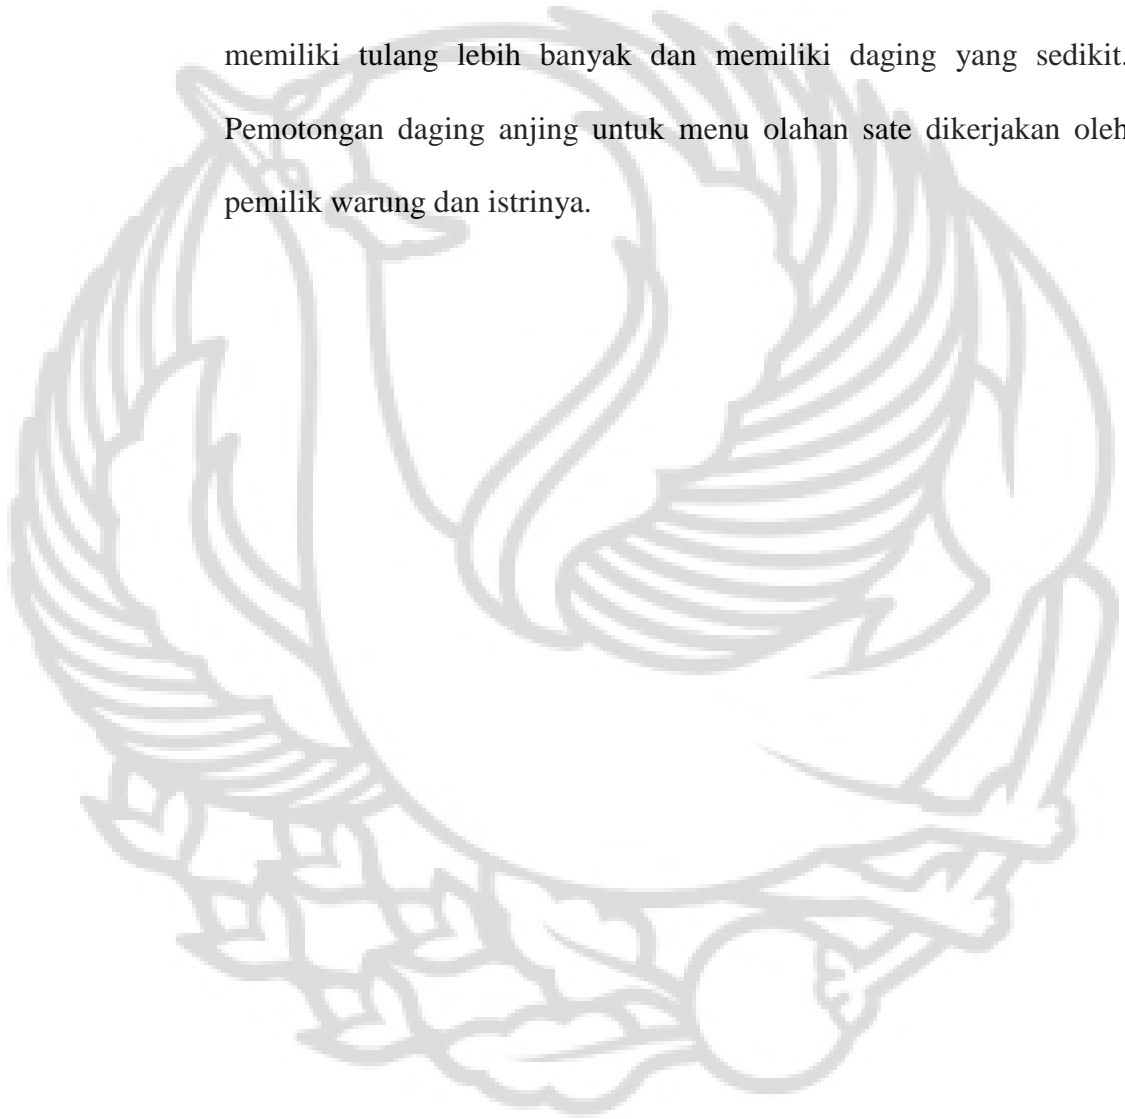 memiliki tulang lebih banyak dan memiliki daging yang sedikit.
Pemotongan daging anjing untuk menu olahan sate dikerjakan oleh
pemilik warung dan istrinya.